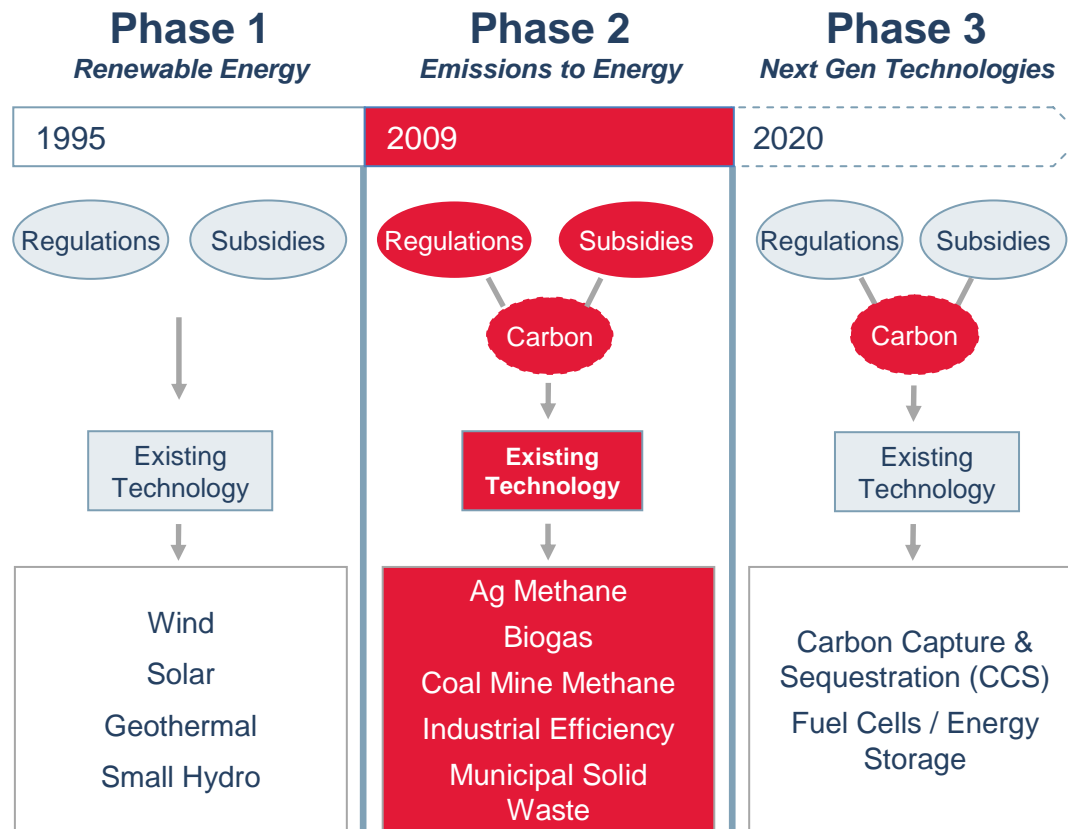 Phase 1
Renewable Energy
Phase 2
Emissions to Energy
Phase 3
Next Gen Technologies
1995
2009
2020
Regulations
Subsidies
Regulations
Subsidies
Carbon
Regulations
Subsidies
Carbon
Existing
Technology
Existing
Technology
Existing
Technology
Wind
Solar
Geothermal
Small Hydro
Ag Methane
Biogas
Coal Mine Methane
Industrial Efficiency
Municipal Solid
Waste
Carbon Capture &
Sequestration (CCS)
Fuel Cells / Energy
Storage